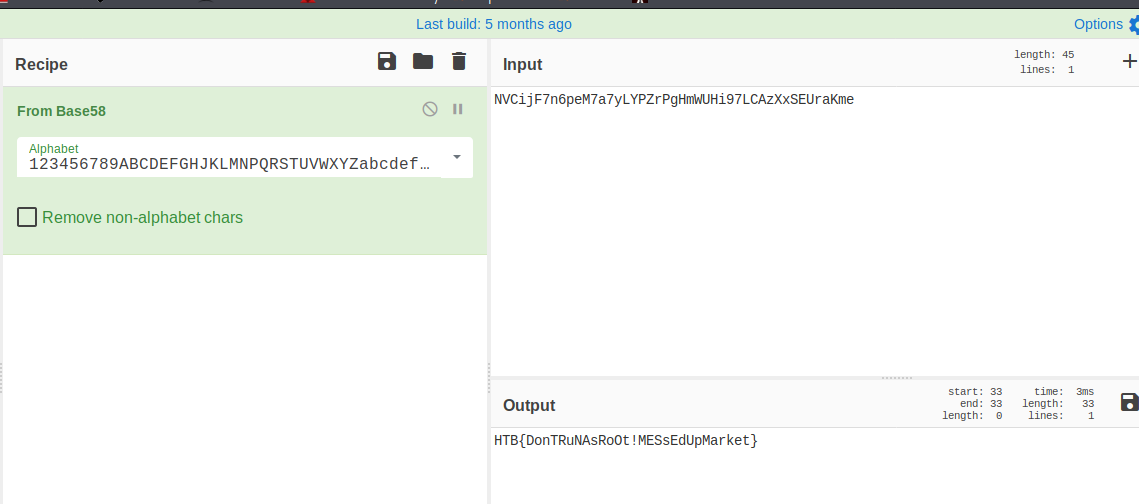 Last build: 5 months ago
Options
Recipe
From Base58
Alphabet
123456789ABCDEFGHJKLMNPQRSTUVWXYZabcdef…
Remove non-alphabet chars
Input
length: 45
lines: 1
NVCijF7n6peM7a7yLYPZrPgHmWUHi97LCAzXxSEUraKme
Output
start: 33 time: 3ms
end: 33 length: 33
length: 0 lines: 1
HTB{DonTRuNAsRoOt!MESsEdUpMarket}